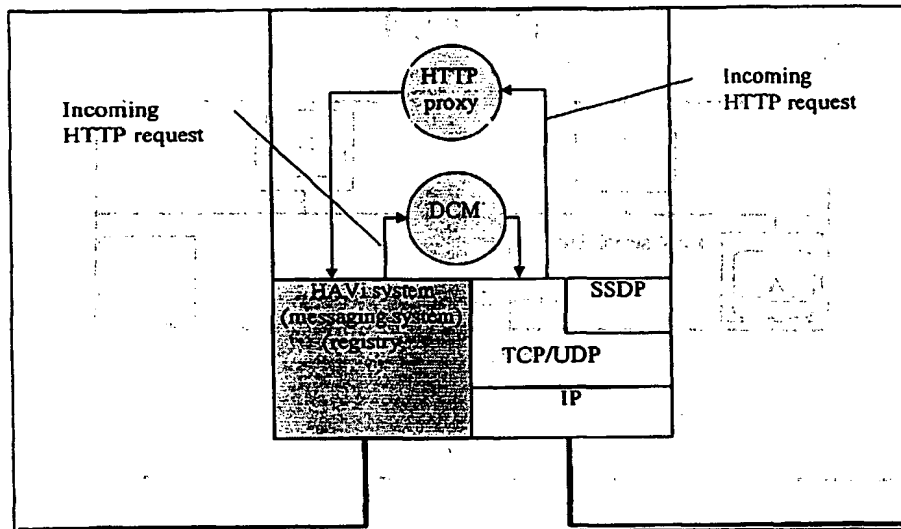 HTTP
proxy
Incoming
HTTP request
Incoming
HTTP request
DCM
HAVi system
(messaging system)
(registry
SSDP
TCP/UDP
IP